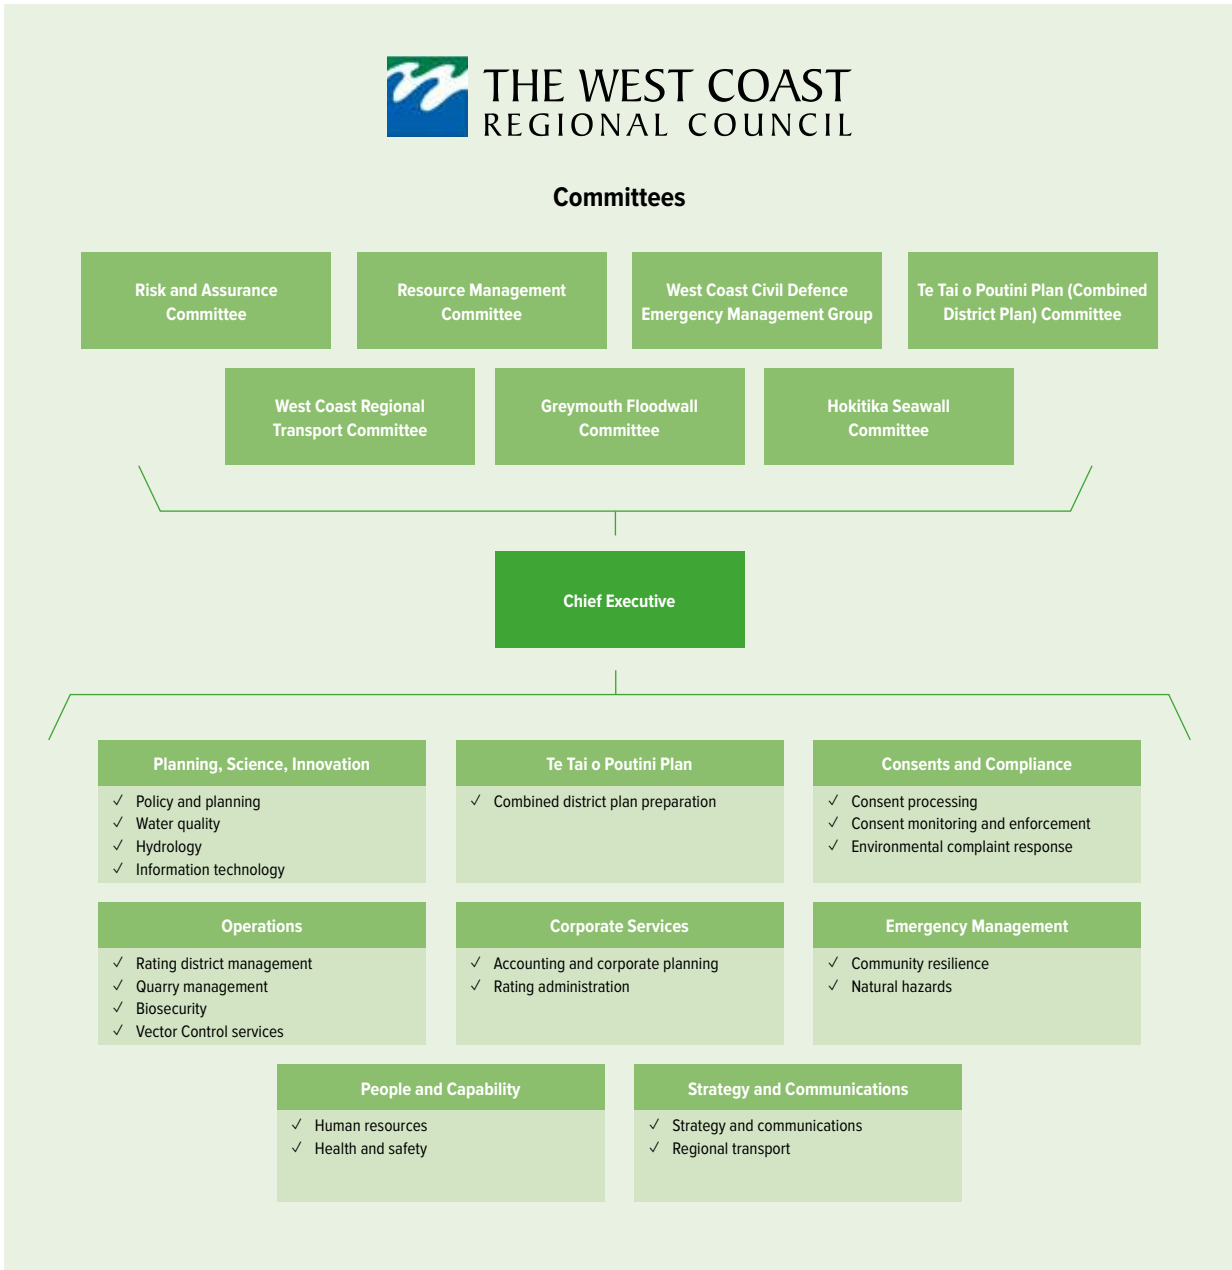 THE WEST COAST
REGIONAL COUNCIL
Committees
Risk and Assurance
Committee
Resource Management
Committee
West Coast Civil Defence
Emergency Management Group
Te Tai o Poutini Plan (Combined
District Plan) Committee
West Coast Regional
Transport Committee
Greymouth Floodwall
Committee
Hokitika Seawall
Committee
Chief Executive
Planning, Science, Innovation
✓ Policy and planning
✓ Water quality
✓ Hydrology
✓ Information technology
Te Tai o Poutini Plan
✓ Combined district plan preparation
Consents and Compliance
✓ Consent processing
✓ Consent monitoring and enforcement
✓ Environmental complaint response
Operations
✓ Rating district management
✓ Quarry management
✓ Biosecurity
✓ Vector Control services
Corporate Services
✓ Accounting and corporate planning
✓ Rating administration
Emergency Management
✓ Community resilience
✓ Natural hazards
People and Capability
✓ Human resources
✓ Health and safety
Strategy and Communications
✓ Strategy and communications
✓ Regional transport